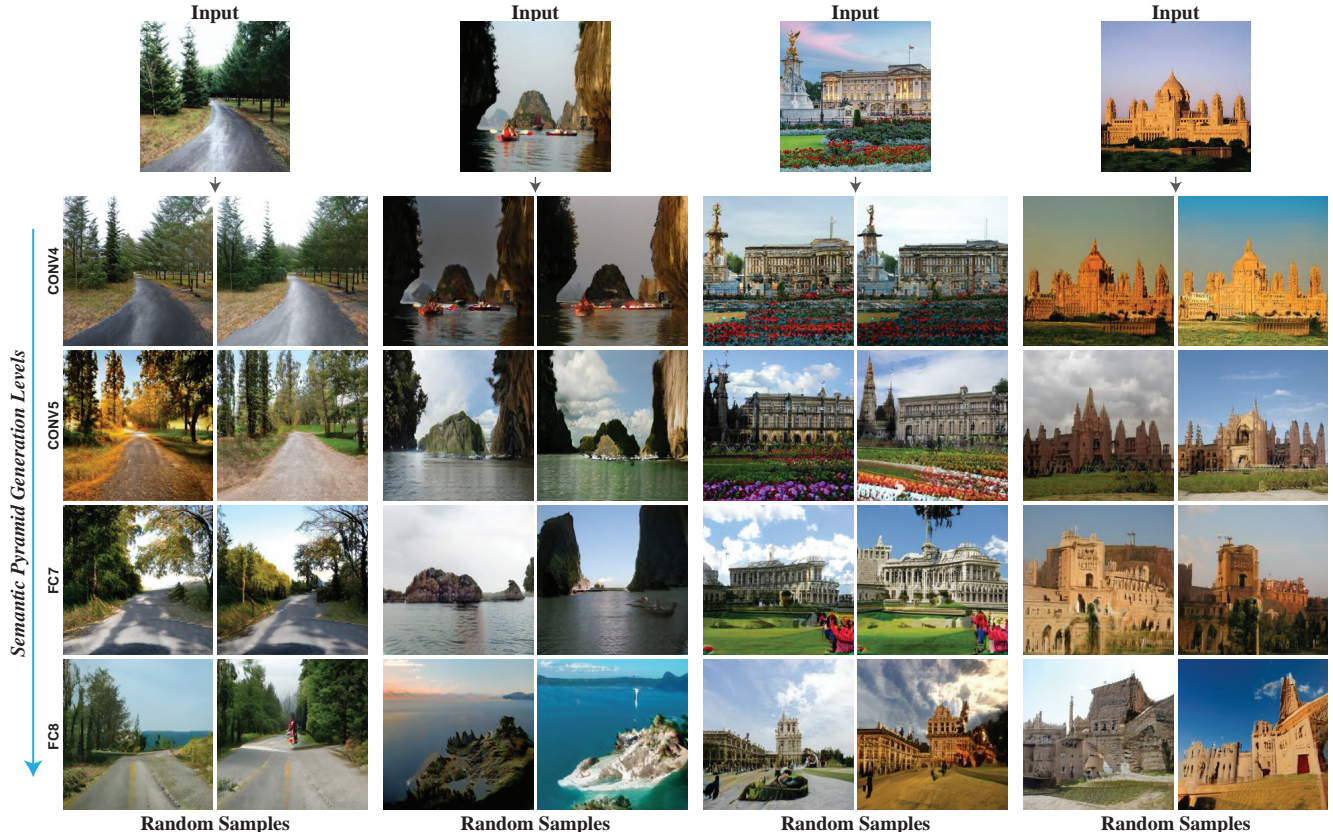 Input
Input
Input
Input
Semantic Pyramid Generation Levels
CONV4
CONV5
FC7
FC8
Random Samples
Random Samples
Random Samples
Random Samples